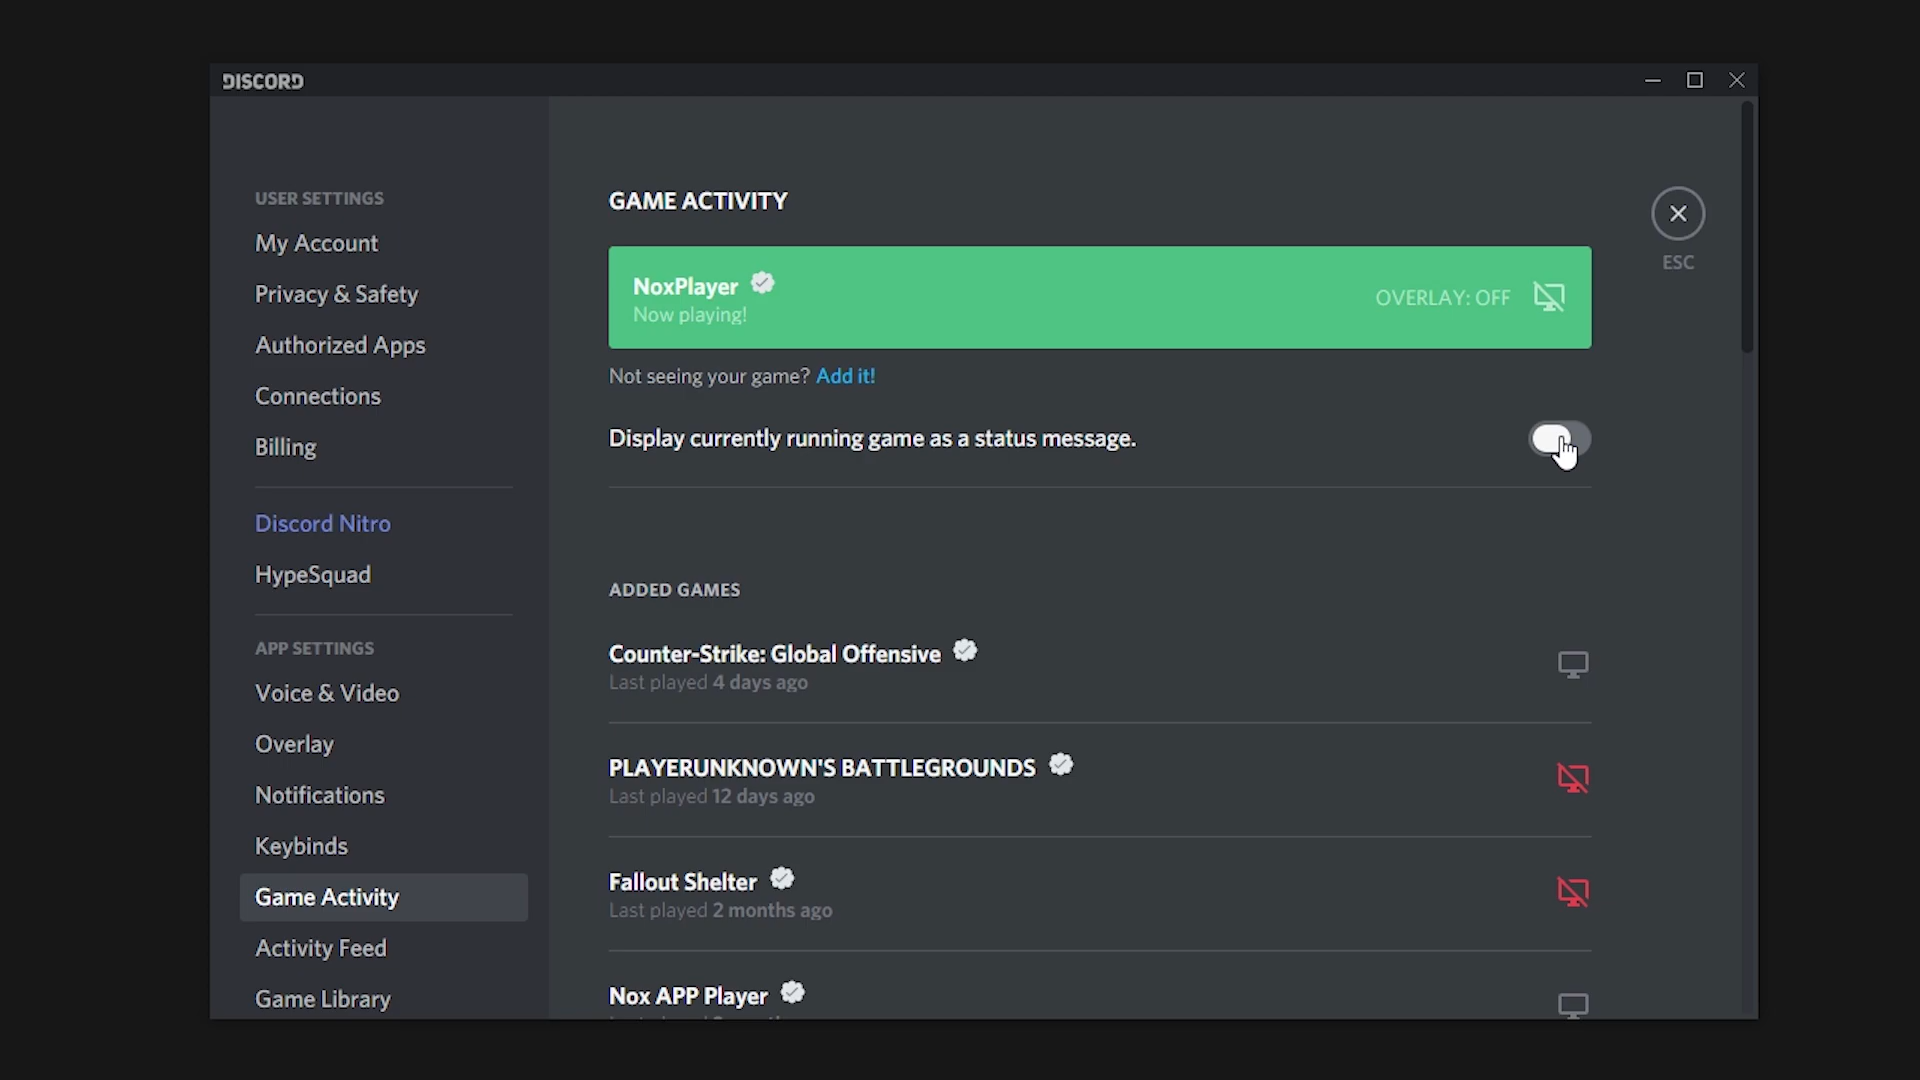 DISCORD
USER SETTINGS
My Account
Privacy & Safety
Authorized Apps
Connections
Billing
Discord Nitro
HypeSquad
APP SETTINGS
Voice & Video
Overlay
Notifications
Keybinds
Game Activity
Activity Feed
Game Library
GAME ACTIVITY
NoxPlayer
Now playing!
OVERLAY: OFF
Not seeing your game? Add it!
Display currently running game as a status message.
ADDED GAMES
Counter-Strike: Global Offensive
Last played 4 days ago
PLAYERUNKNOWN'S BATTLEGROUNDS
Last played 12 days ago
Fallout Shelter
Last played 2 months ago
Nox APP Player
ESC